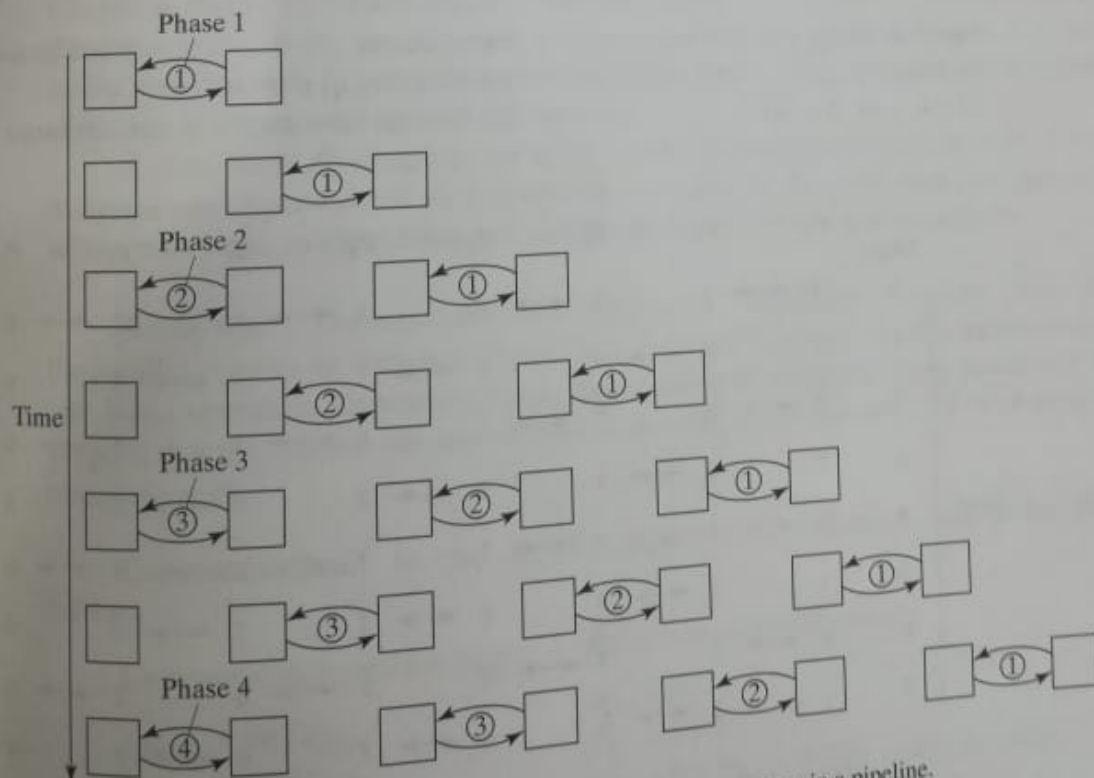 Phase 1
①
①
Phase 2
② ①
Time
② ①
Phase 3
③ ② ①
③ ② ①
Phase 4
④ ③ ② ①
pipeline.